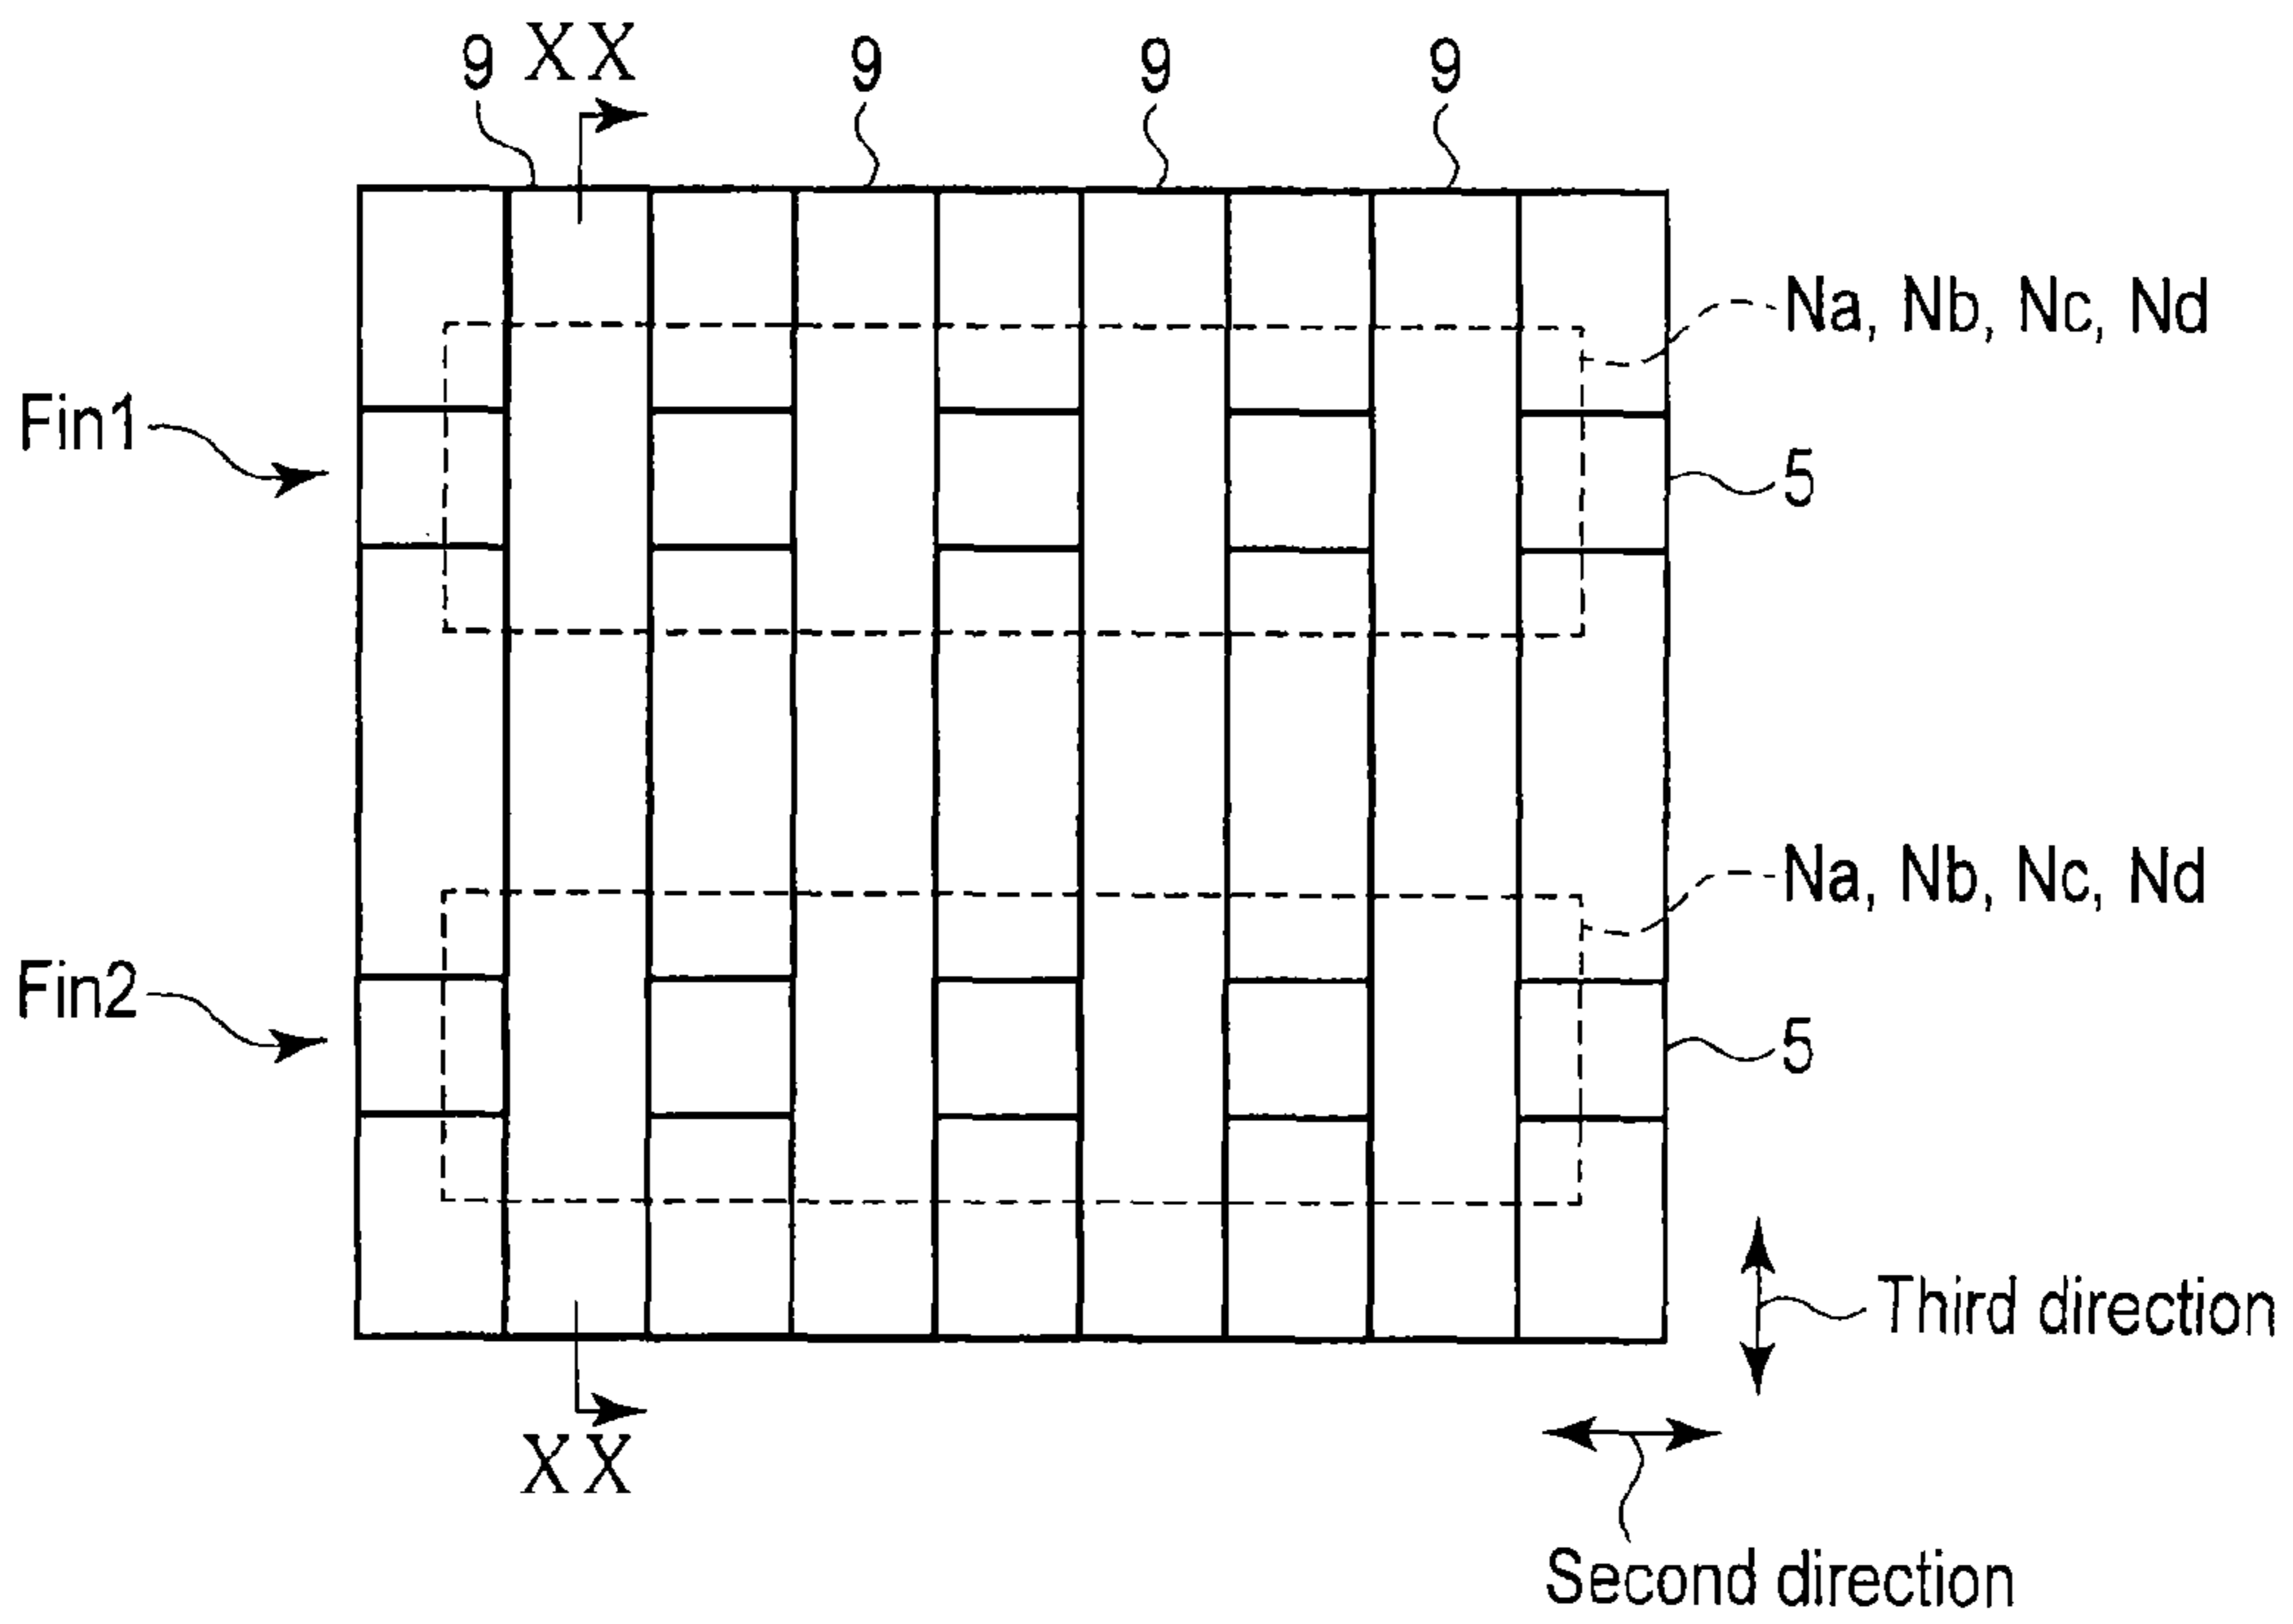 9 XX 9 9 9
Na, Nb, Nc, Nd
Fin1
5
Na, Nb, Nc, Nd
Fin2
5
Third direction
XX
Second direction